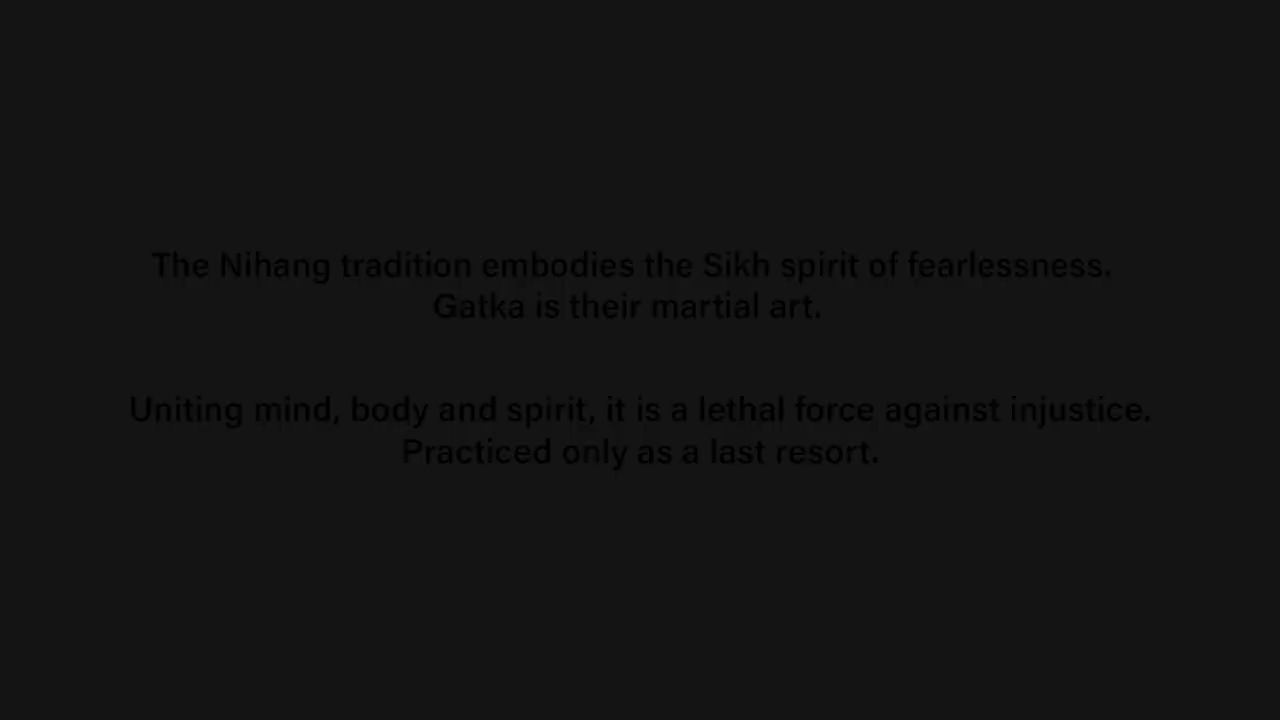 The Nihang tradition embodies the Sikh spirit of fearlessness.
Gatka is their martial art.
Uniting mind, body and spirit, it is a lethal force against injustice.
Practiced only as a last resort.